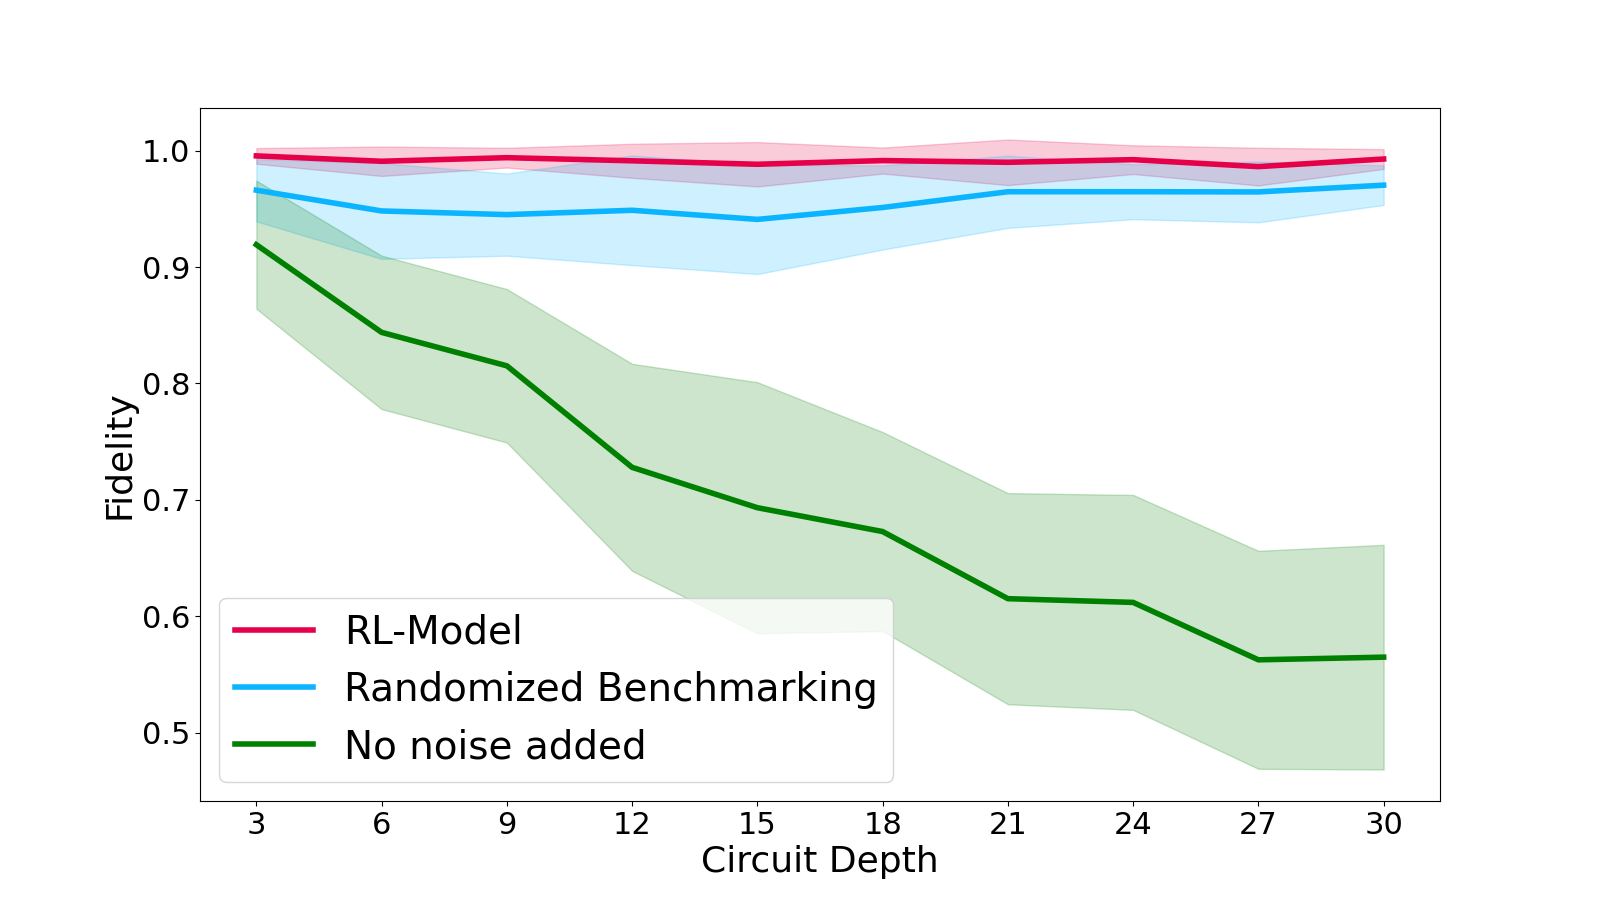 1.0
0.9
0.8
0.7
0.6
0.5
Fidelity
RL-Model
Randomized Benchmarking
No noise added
3 6 9 12 15 18 21 24 27 30
Circuit Depth